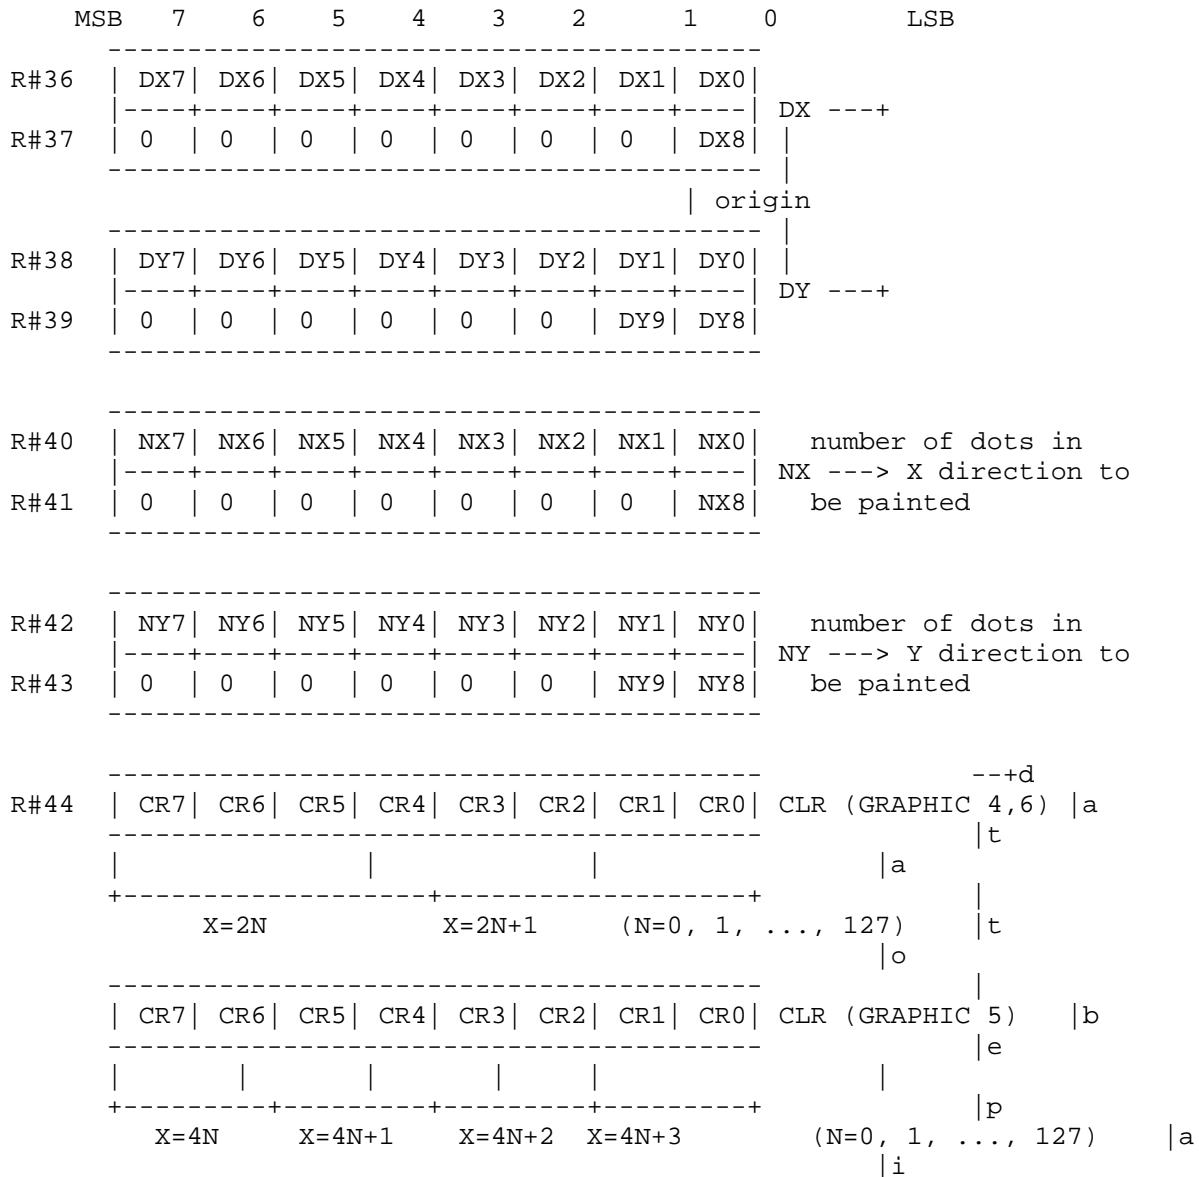 MSB   7    6    5    4    3    2      1    0        LSB
      -----------------------------------------
R#36  | DX7| DX6| DX5| DX4| DX3| DX2| DX1| DX0|
      |----+----+----+----+----+----+----+----| DX ---+
R#37  | 0  | 0  | 0  | 0  | 0  | 0  | 0  | DX8| |
      ----------------------------------------- |
                                          | origin
      ----------------------------------------- |
R#38  | DY7| DY6| DY5| DY4| DY3| DY2| DY1| DY0| |
      |----+----+----+----+----+----+----+----| DY ---+
R#39  | 0  | 0  | 0  | 0  | 0  | 0  | DY9| DY8|
      -----------------------------------------

      -----------------------------------------
R#40  | NX7| NX6| NX5| NX4| NX3| NX2| NX1| NX0|   number of dots in
      |----+----+----+----+----+----+----+----| NX ---> X direction to
R#41  | 0  | 0  | 0  | 0  | 0  | 0  | 0  | NX8|   be painted
      -----------------------------------------

      -----------------------------------------
R#42  | NY7| NY6| NY5| NY4| NY3| NY2| NY1| NY0|   number of dots in
      |----+----+----+----+----+----+----+----| NY ---> Y direction to
R#43  | 0  | 0  | 0  | 0  | 0  | 0  | NY9| NY8|   be painted
      -----------------------------------------

      -----------------------------------------             --+d
R#44  | CR7| CR6| CR5| CR4| CR3| CR2| CR1| CR0| CLR (GRAPHIC 4,6) |a
      -----------------------------------------             |t
      |               |             |                 |a
      +-------------------+-------------------+             |
            X=2N           X=2N+1     (N=0, 1, ..., 127)    |t
                                                      |o
      -----------------------------------------             |
      | CR7| CR6| CR5| CR4| CR3| CR2| CR1| CR0| CLR (GRAPHIC 5)   |b
      -----------------------------------------             |e
      |       |       |       |     |                 |
      +---------+---------+---------+---------+             |p
         X=4N     X=4N+1    X=4N+2  X=4N+3        (N=0, 1, ..., 127)    |a
                                                      |i